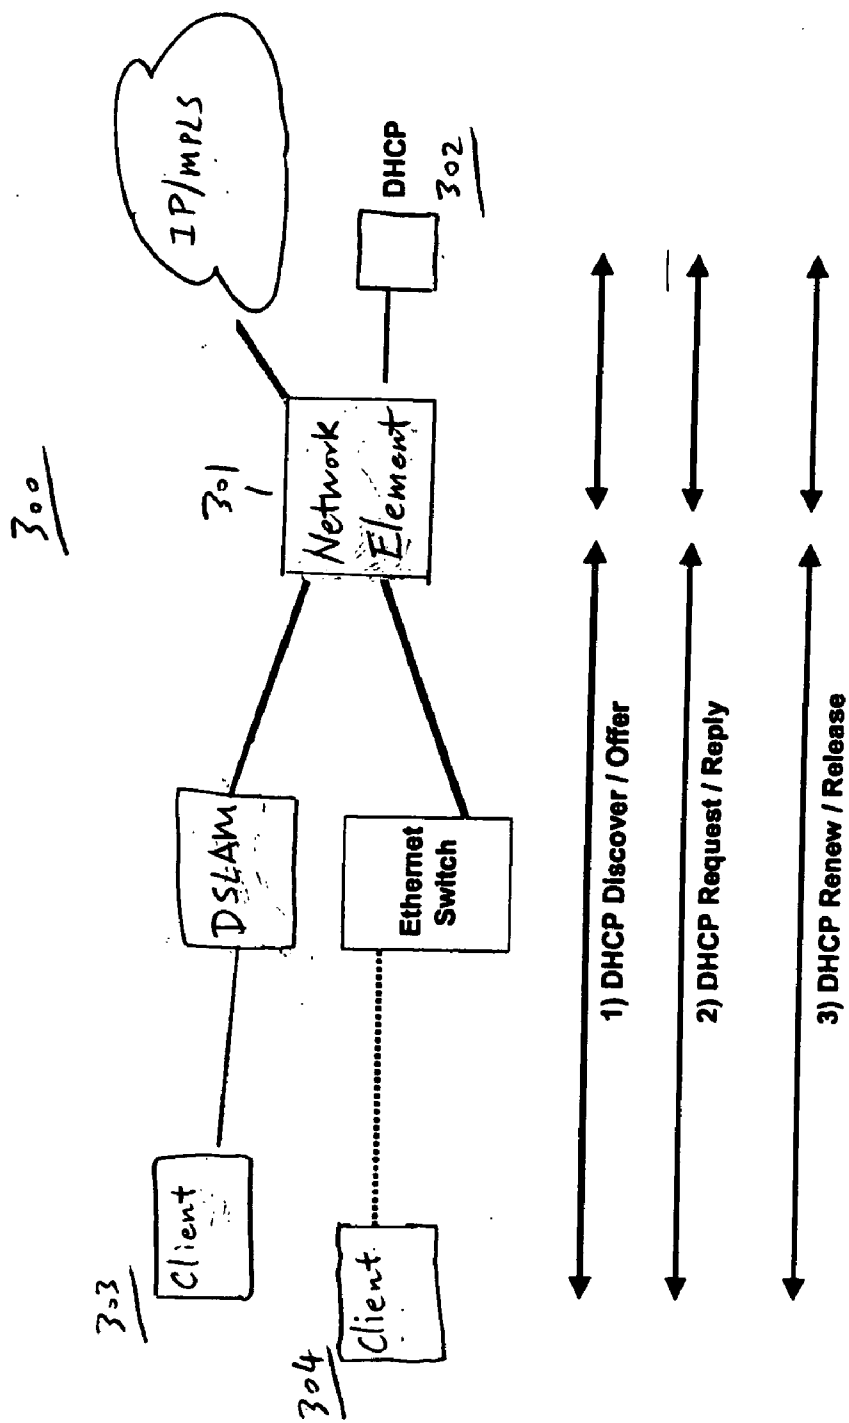 300
IP/MPLS
301
Network
Element
DHCP
302
DSLAM
Ethernet
Switch
303
Client
304
Client
1) DHCP Discover / Offer
2) DHCP Request / Reply
3) DHCP Renew / Release